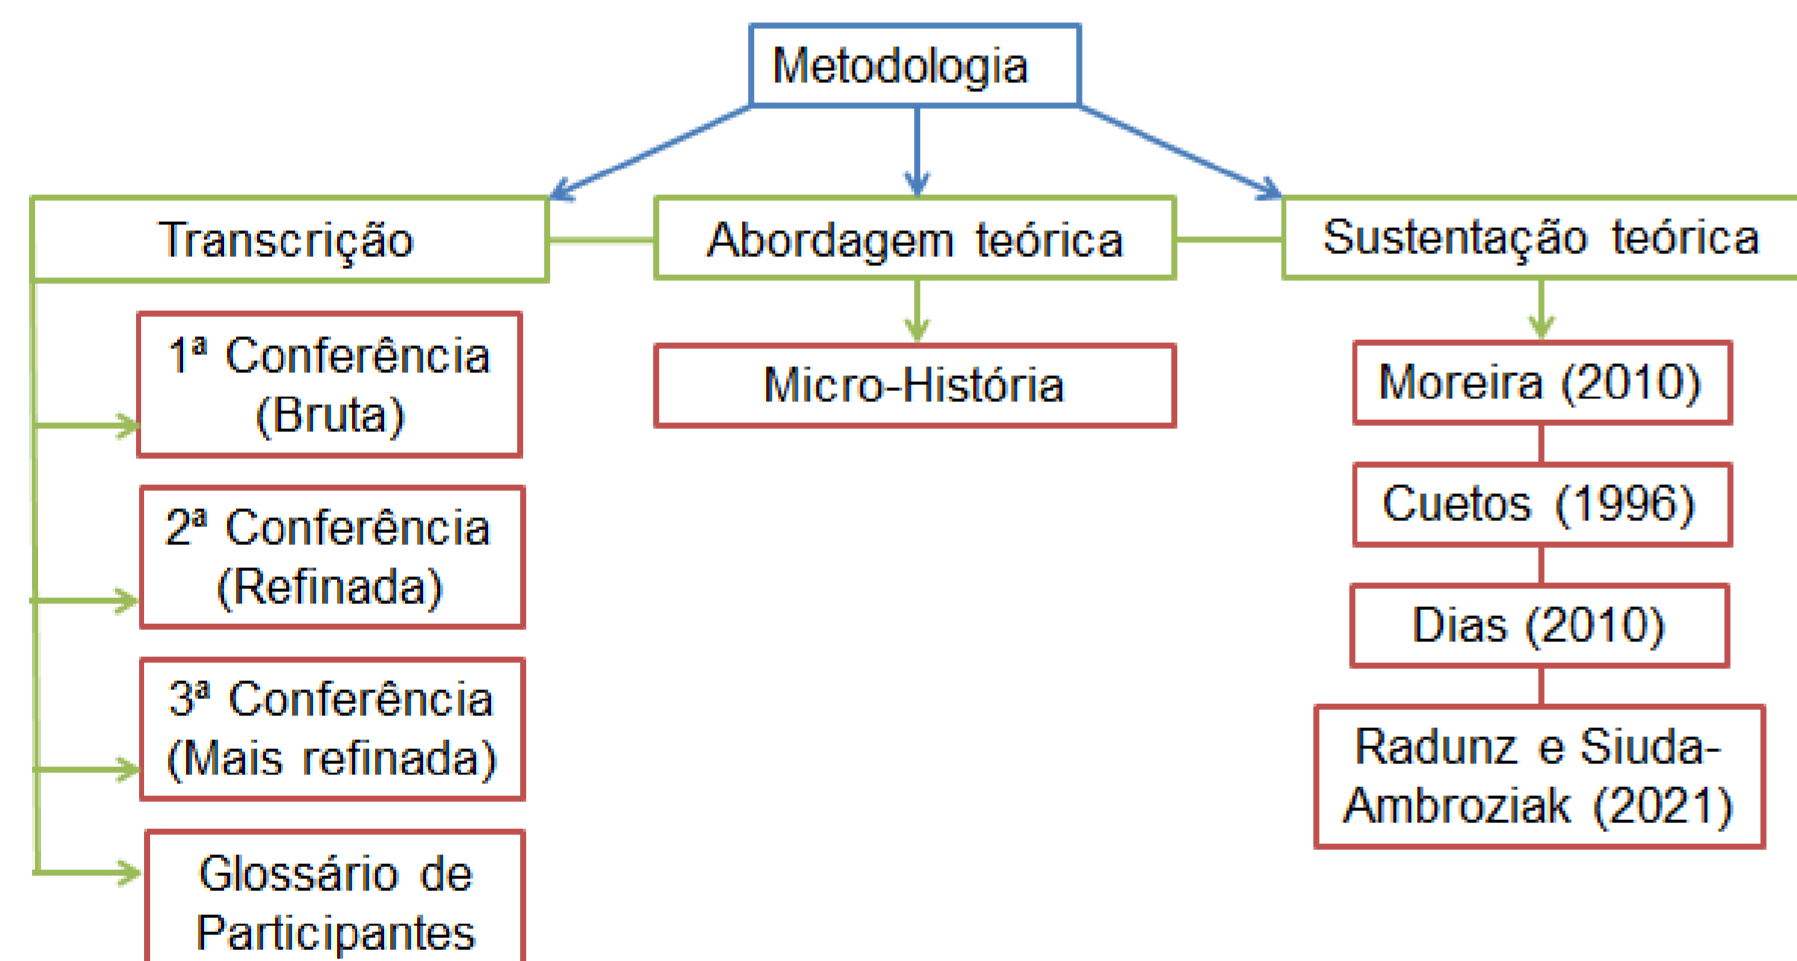 Metodologia
Transcrição
Abordagem teórica
Sustentação teórica
1ª Conferência
(Bruta)
2ª Conferência
(Refinada)
3ª Conferência
(Mais refinada)
Glossário de
Participantes
Micro-História
Moreira (2010)
Cuetos (1996)
Dias (2010)
Radunz e Siuda-
Ambroziak (2021)